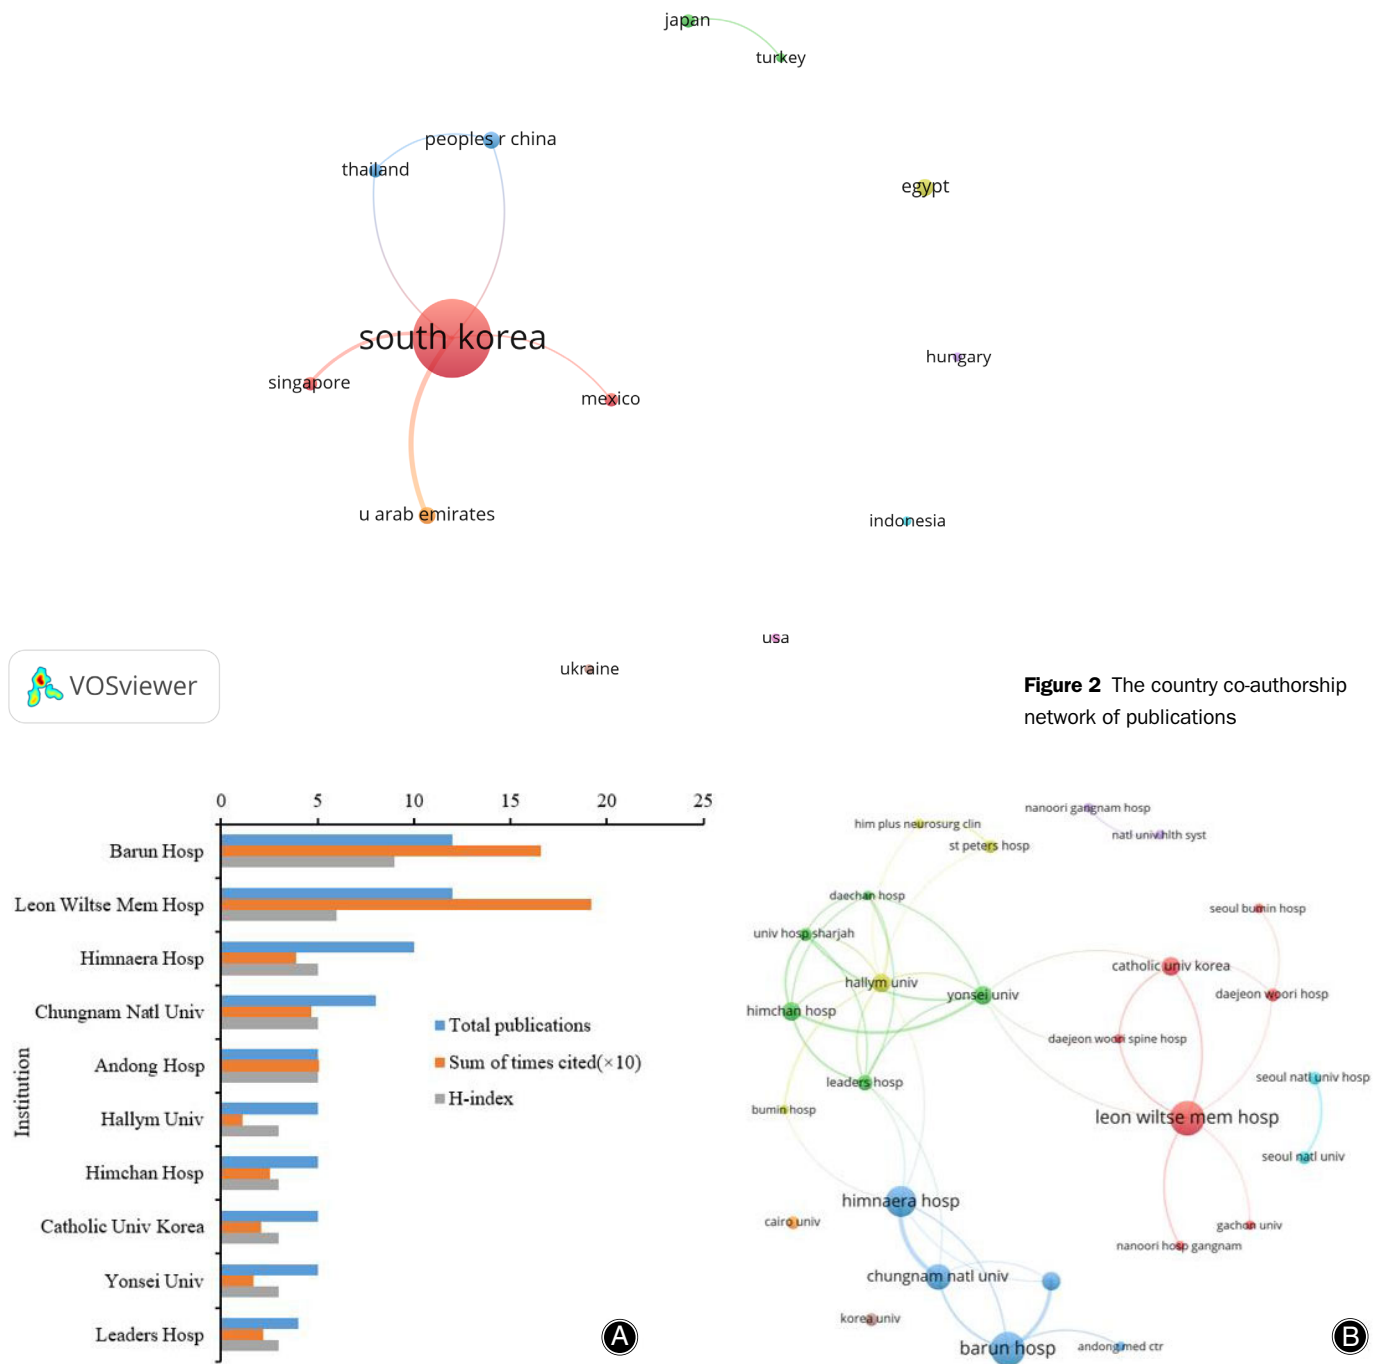 japan
turkey
peoples r china
thailand
egypt
south korea
hungary
singapore
mexico
u arab emirates
indonesia
usa
ukraine
VOSviewer
Figure 2 The country co-authorship
network of publications
0 5 10 15 20 25
Barun Hosp
Leon Wiltse Mem Hosp
Himnaera Hosp
Chungnam Natl Univ
Andong Hosp
Hallym Univ
Himchan Hosp
Catholic Univ Korea
Yonsei Univ
Leaders Hosp
Institution
Total publications
Sum of times cited(×10)
H-index
A
nanoori gangnam hosp
him plus neurosurg clin
natl univ hlth syst
st peters hosp
daechan hosp
seoul bumin hosp
univ hosp sharjah
catholic univ korea
hallym univ
yonsei univ
daejeon woori hosp
himchan hosp
daejeon woori spine hosp
leaders hosp
seoul natl univ hosp
bumin hosp
leon wiltse mem hosp
seoul natl univ
himnaera hosp
cairo univ
gachon univ
nanoori hosp gangnam
chungnam natl univ
korea univ
barun hosp
andong med ctr
B